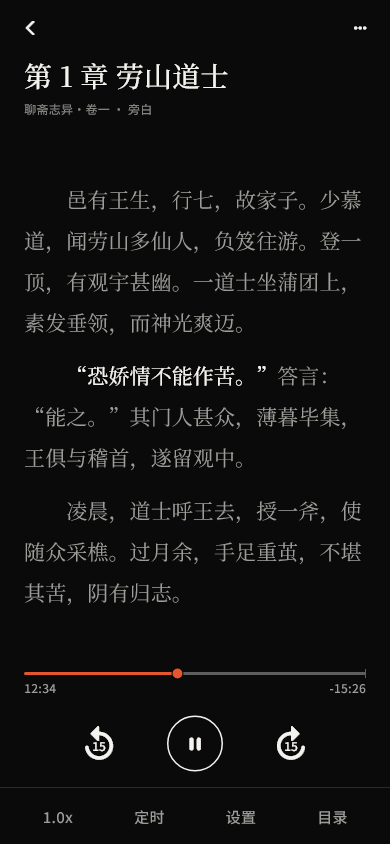 第 1 章 劳山道士
聊斋志异・卷一 ・ 旁白
邑有王生，行七，故家子。少慕
道，闻劳山多仙人，负笈往游。登一
顶，有观宇甚幽。一道士坐蒲团上，
素发垂领，而神光爽迈。
“恐娇惰不能作苦。”答言：
“能之。”其门人甚众，薄暮毕集，
王俱与稽首，遂留观中。
凌晨，道士呼王去，授一斧，使
随众采樵。过月余，手足重茧，不堪
其苦，阴有归志。
12:34
-15:26
15
15
1.0x
定时
设置
目录